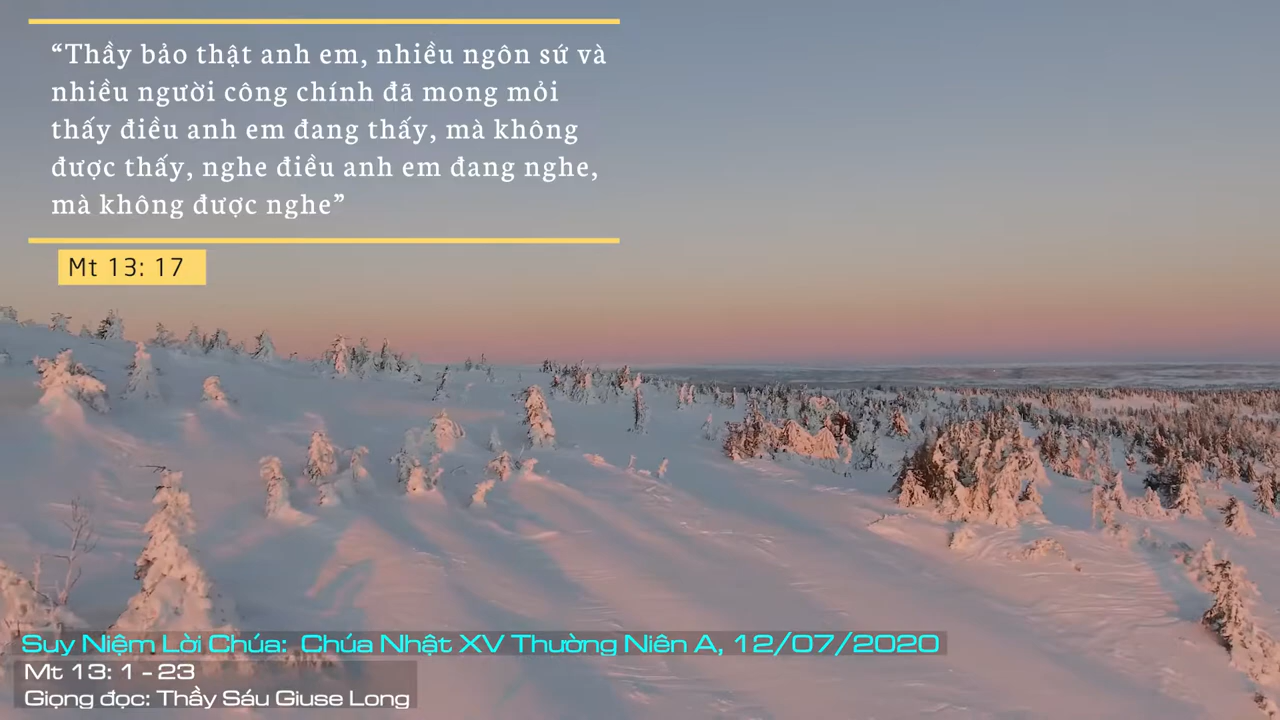 “Thầy bảo thật anh em, nhiều ngôn sứ và
nhiều người công chính đã mong mỏi
thấy điều anh em đang thấy, mà không
được thấy, nghe điều anh em đang nghe,
mà không được nghe”
Mt 13: 17
Suy Niệm Lời Chúa: Chúa Nhật XV Thường Niên A, 12/07/2020
Mt 13: 1 - 23
Giọng đọc: Thầy Sáu Giuse Long